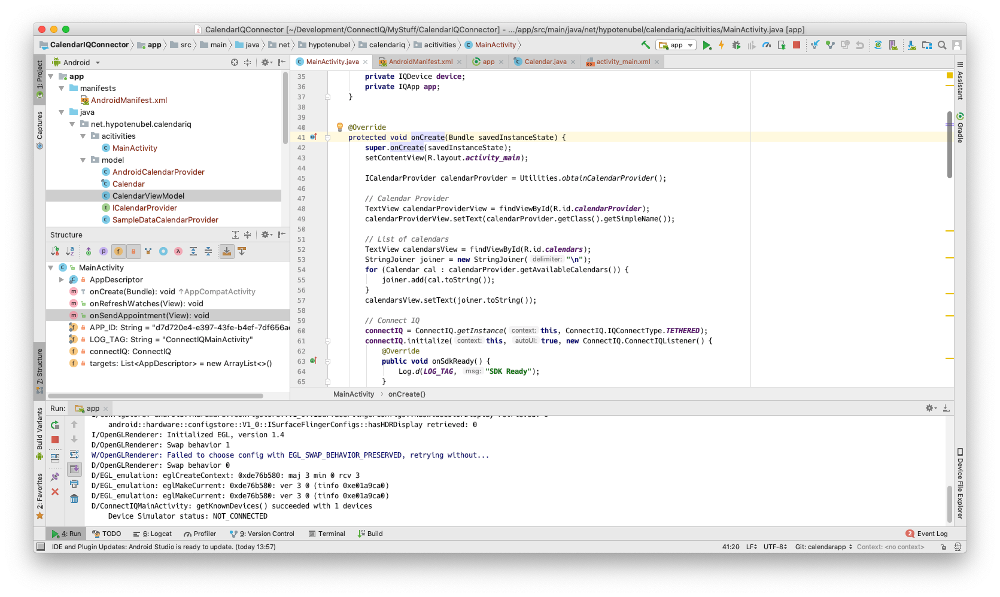 CalendarIQConnector [~/Development/ConnectIQ/MyStuff/CalendarIQConnector] - .../app/src/main/java/net/hypotenubel/calendariq/acitivities/MainActivity.java [app]
CalendarIQConnector app src main java net hypotenubel calendariq acitivities MainActivity
app
1: Project
Captures
Z: Structure
Build Variants
2: Favorites
Android
app
manifests
AndroidManifest.xml
java
net.hypotenubel.calendariq
acitivities
MainActivity
model
AndroidCalendarProvider
Calendar
CalendarViewModel
ICalendarProvider
SampleDataCalendarProvider
Structure
MainActivity
AppDescriptor
onCreate(Bundle): void ↑AppCompatActivity
onRefreshWatches(View): void
onSendAppointment(View): void
APP_ID: String = "d7d720e4-e397-43fe-b4ef-7df656a
LOG_TAG: String = "ConnectIQMainActivity"
connectIQ: ConnectIQ
targets: List<AppDescriptor> = new ArrayList<>()
MainActivity.java AndroidManifest.xml app Calendar.java activity_main.xml
35 private IQDevice device;
36 private IQApp app;
37 }
38
39
40 @Override
41 protected void onCreate(Bundle savedInstanceState) {
42 super.onCreate(savedInstanceState);
43 setContentView(R.layout.activity_main);
44
45 ICalendarProvider calendarProvider = Utilities.obtainCalendarProvider();
46
47 // Calendar Provider
48 TextView calendarProviderView = findViewById(R.id.calendarProvider);
49 calendarProviderView.setText(calendarProvider.getClass().getSimpleName());
50
51 // List of calendars
52 TextView calendarsView = findViewById(R.id.calendars);
53 StringJoiner joiner = new StringJoiner( delimiter: "\n");
54 for (Calendar cal : calendarProvider.getAvailableCalendars()) {
55 joiner.add(cal.toString());
56 }
57 calendarsView.setText(joiner.toString());
58
59 // Connect IQ
60 connectIQ = ConnectIQ.getInstance( context: this, ConnectIQ.IQConnectType.TETHERED);
61 connectIQ.initialize( context: this, autoUI: true, new ConnectIQ.ConnectIQListener() {
62 @Override
63 public void onSdkReady() {
64 Log.d(LOG_TAG, msg: "SDK Ready");
65 }
MainActivity › onCreate()
Assistant
Gradle
Device File Explorer
Run: app
android::hardware::configstore::V1_0::ISurfaceFlingerConfigs::hasHDRDisplay retrieved: 0
I/OpenGLRenderer: Initialized EGL, version 1.4
D/OpenGLRenderer: Swap behavior 1
W/OpenGLRenderer: Failed to choose config with EGL_SWAP_BEHAVIOR_PRESERVED, retrying without...
D/OpenGLRenderer: Swap behavior 0
D/EGL_emulation: eglCreateContext: 0xde76b580: maj 3 min 0 rcv 3
D/EGL_emulation: eglMakeCurrent: 0xde76b580: ver 3 0 (tinfo 0xe01a9ca0)
D/EGL_emulation: eglMakeCurrent: 0xde76b580: ver 3 0 (tinfo 0xe01a9ca0)
D/ConnectIQMainActivity: getKnownDevices() succeeded with 1 devices
Device Simulator status: NOT_CONNECTED
4: Run TODO 6: Logcat Profiler 9: Version Control Terminal Build 2 Event Log
IDE and Plugin Updates: Android Studio is ready to update. (today 13:57) 41:20 LF UTF-8 Git: calendarapp Context: <no context>